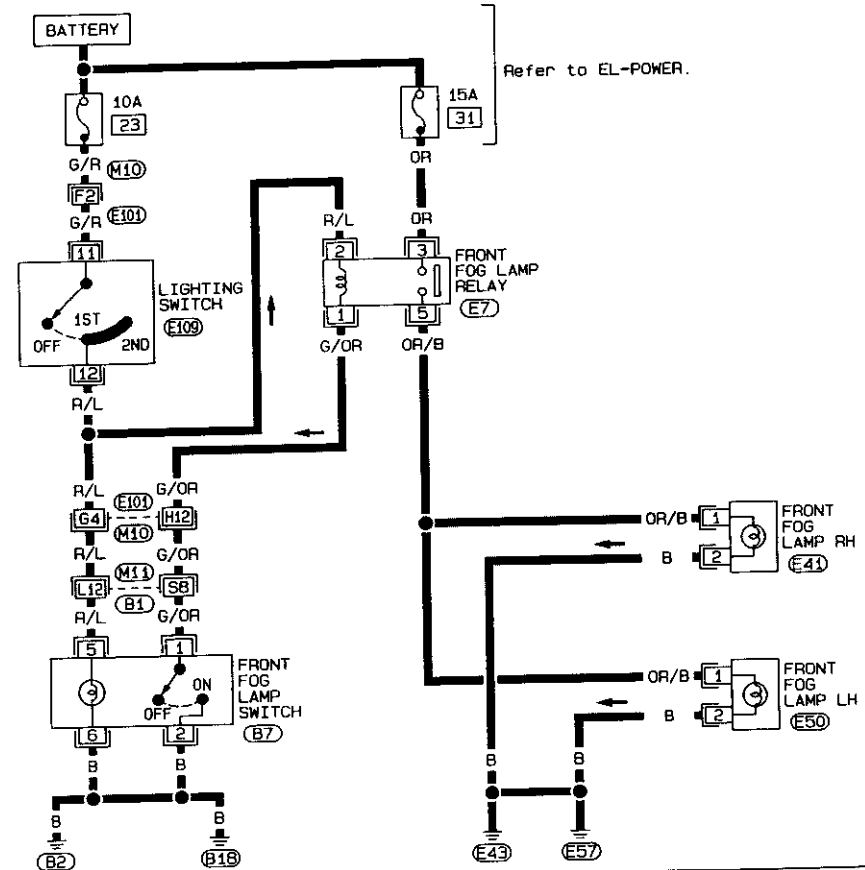 BATTERY
Refer to EL-POWER.
10A
23
15A
31
G/R
M10
F2
G/R
E101
OR
OR
R/L
11
2
3
FRONT
FOG LAMP
RELAY
E7
LIGHTING
SWITCH
E109
1ST
OFF
2ND
1
5
G/OR
OR/B
12
R/L
R/L
E101
G/OR
G4
M10
H12
R/L
G/OR
M11
L12
B1
S8
R/L
G/OR
5
1
FRONT
FOG
LAMP
SWITCH
B7
ON
OFF
6
2
B
B
B
B
B2
B18
OR/B
1
B
2
FRONT
FOG
LAMP RH
E41
OR/B
1
B
2
FRONT
FOG
LAMP LH
E50
B
B
E43
E57